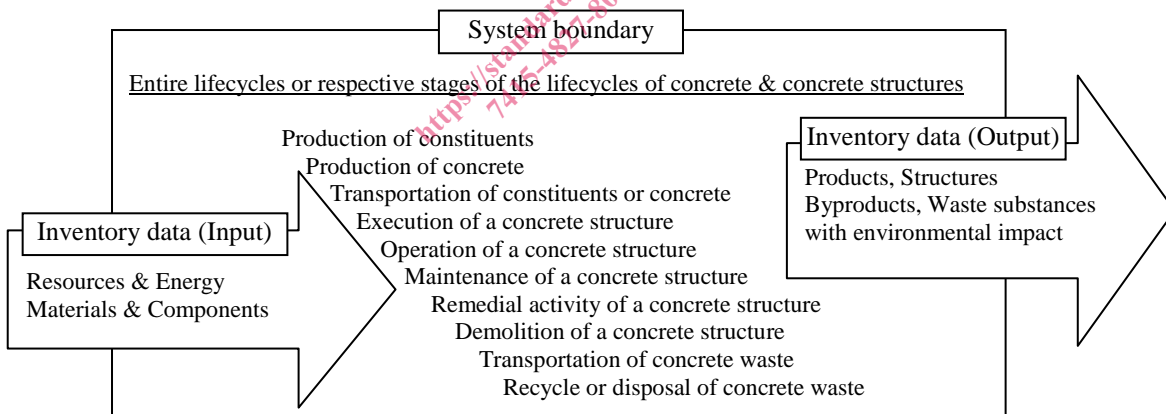 System boundary
Entire lifecycles or respective stages of the lifecycles of concrete & concrete structures
Production of constituents
Production of concrete
Transportation of constituents or concrete
Execution of a concrete structure
Operation of a concrete structure
Maintenance of a concrete structure
Remedial activity of a concrete structure
Demolition of a concrete structure
Transportation of concrete waste
Recycle or disposal of concrete waste
Inventory data (Input)
Resources & Energy
Materials & Components
Inventory data (Output)
Products, Structures
Byproducts, Waste substances
with environmental impact